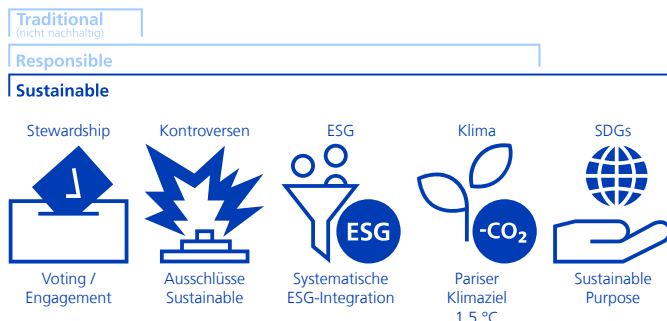 Traditional
(nicht nachhaltig)
Responsible
Sustainable
Stewardship
Kontroversen
ESG
Klima
SDGs
ESG
-CO₂
Voting /
Engagement
Ausschlüsse
Sustainable
Systematische
ESG-Integration
Pariser
Klimaziel
1,5 °C
Sustainable
Purpose